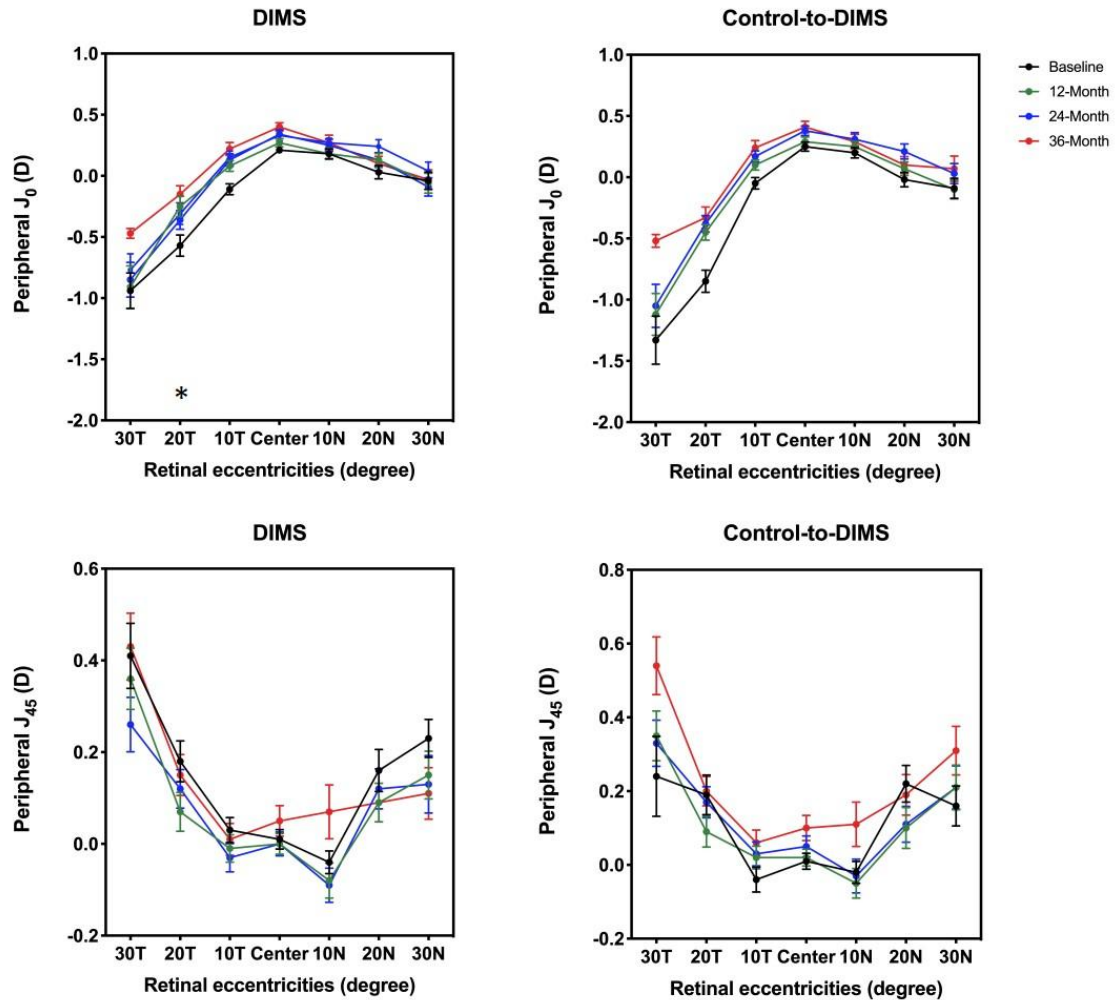 DIMS
Control-to-DIMS
Peripheral J0 (D)
1.0
0.5
0.0
-0.5
-1.0
-1.5
-2.0
*
30T 20T 10T Center 10N 20N 30N
Retinal eccentricities (degree)
Peripheral J0 (D)
1.0
0.5
0.0
-0.5
-1.0
-1.5
-2.0
30T 20T 10T Center 10N 20N 30N
Retinal eccentricities (degree)
Baseline
12-Month
24-Month
36-Month
DIMS
Control-to-DIMS
Peripheral J45 (D)
0.6
0.4
0.2
0.0
-0.2
30T 20T 10T Center 10N 20N 30N
Retinal eccentricities (degree)
Peripheral J45 (D)
0.8
0.6
0.4
0.2
0.0
-0.2
30T 20T 10T Center 10N 20N 30N
Retinal eccentricities (degree)